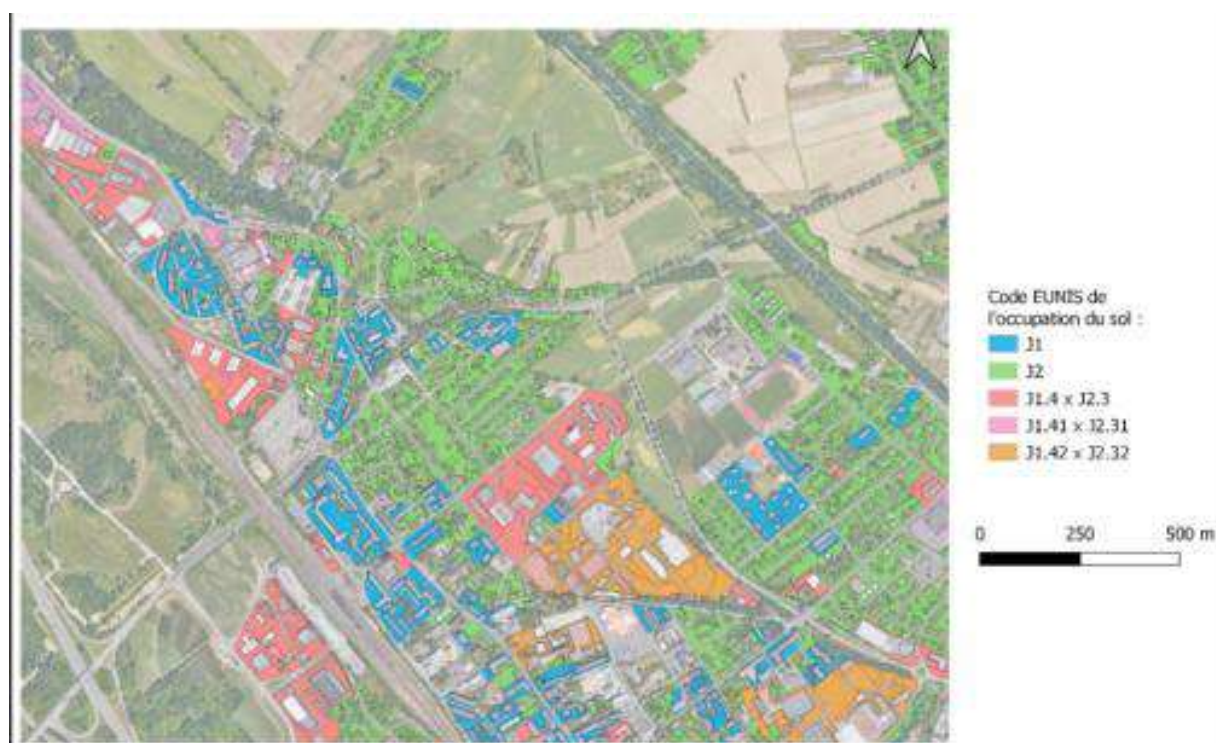 Code EUNIS de
l'occupation du sol :
J1
J2
J1.4 x J2.3
J1.41 x J2.31
J1.42 x J2.32
0 250 500 m